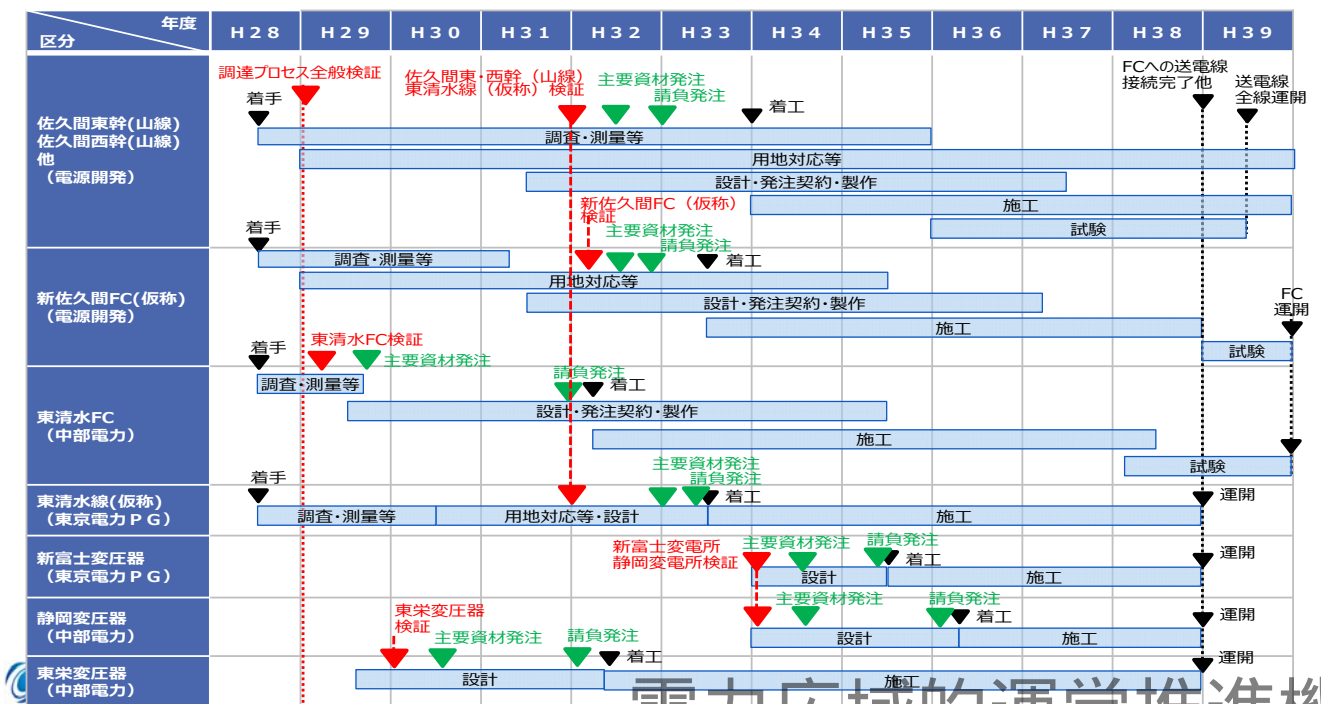 年度
区分
H28 H29 H30 H31 H32 H33 H34 H35 H36 H37 H38 H39
佐久間東幹(山線)
佐久間西幹(山線)
他
(電源開発)
調達プロセス全般検証
着手
佐久間東・西幹(山線)
東清水線(仮称)検証
主要資材発注
請負発注
着工
FCへの送電線
接続完了他
送電線
全線運開
調査・測量等
用地対応等
設計・発注契約・製作
施工
試験
新佐久間FC(仮称)
(電源開発)
着手
新佐久間FC(仮称)
検証
主要資材発注
請負発注
着工
調査・測量等
用地対応等
設計・発注契約・製作
施工
試験
FC
運開
東清水FC
(中部電力)
着手
東清水FC検証
主要資材発注
請負発注
着工
調査・測量等
設計・発注契約・製作
施工
試験
東清水線(仮称)
(東京電力PG)
着手
主要資材発注
請負発注
着工
運開
調査・測量等
用地対応等・設計
施工
新富士変圧器
(東京電力PG)
新富士変電所
静岡変電所検証
主要資材発注
請負発注
着工
運開
設計
施工
静岡変圧器
(中部電力)
主要資材発注
請負発注
着工
運開
設計
施工
東栄変圧器
(中部電力)
東栄変圧器
検証
主要資材発注
請負発注
着工
運開
設計
施工
電力広域的運営推進機